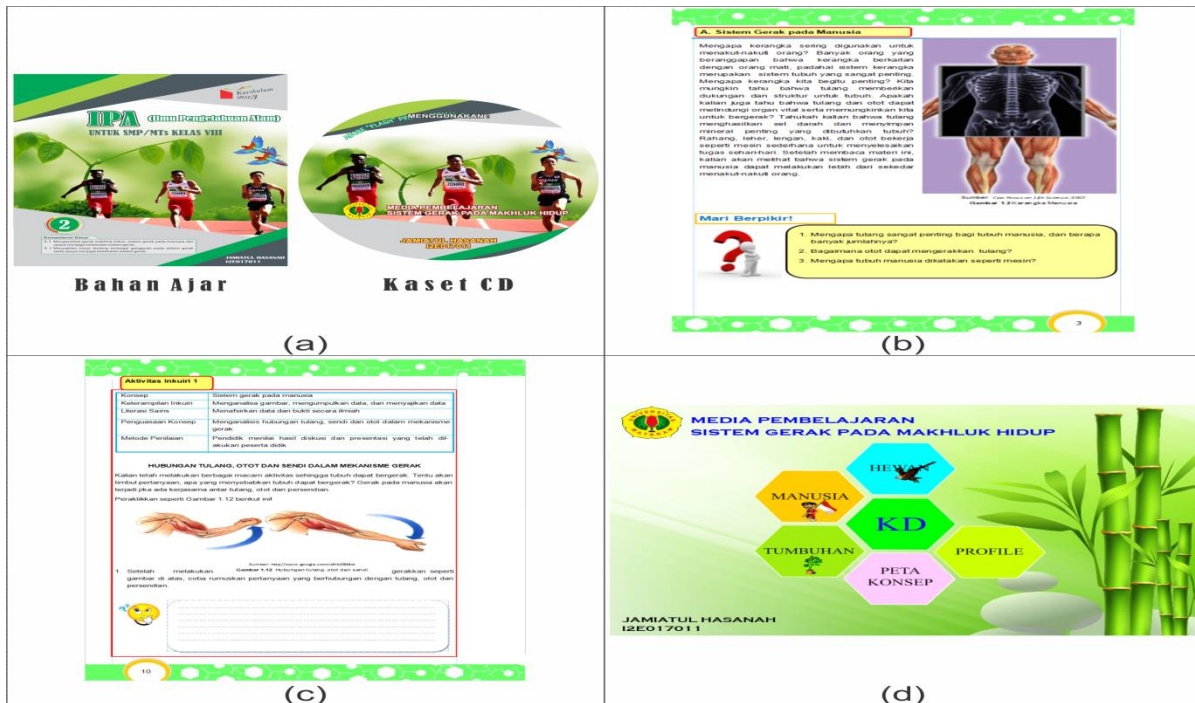 Kurikulum
2013
IPA (Ilmu Pengetahuan Alam)
UNTUK SMP/MTs KELAS VIII
2
Kompetensi Dasar
JAMIATUL HASANAH
I2E017011
MENGGUNAKAN
MEDIA PEMBELAJARAN
SISTEM GERAK PADA MAKHLUK HIDUP
JAMIATUL HASANAH
I2E017011
Bahan Ajar
Kaset CD
(a)
A. Sistem Gerak pada Manusia
Mengapa kerangka sering digunakan untuk
menakut-nakuti orang? Banyak orang yang
beranggapan bahwa kerangka berkaitan
dengan orang mati, padahal sistem kerangka
merupakan sistem tubuh yang sangat penting.
Mengapa kerangka kita begitu penting? Kita
mungkin tahu bahwa tulang memberikan
dukungan dan struktur untuk tubuh. Apakah
kalian juga tahu bahwa tulang dan otot dapat
melindungi organ vital serta memungkinkan kita
untuk bergerak? Tahukah kalian bahwa tulang
menghasilkan sel darah dan menyimpan
mineral penting yang dibutuhkan tubuh?
Rahang, leher, lengan, kaki, dan otot bekerja
seperti mesin sederhana untuk menyelesaikan
tugas sehari-hari. Setelah membaca materi ini,
kalian akan melihat bahwa sistem gerak pada
manusia dapat melakukan lebih dari sekedar
menakut-nakuti orang.
Gambar 1.2 Kerangka Manusia
Mari Berpikir!
1. Mengapa tulang sangat penting bagi tubuh manusia, dan berapa
banyak jumlahnya?
2. Bagaimana otot dapat mengerakkan tulang?
3. Mengapa tubuh manusia dikatakan seperti mesin?
3
(b)
Aktivitas Inkuiri 1
Konsep Sistem gerak pada manusia
Keterampilan Inkuiri Menganalisa gambar, mengumpulkan data, dan menyajikan data
Literasi Sains Menafsirkan data dan bukti secara ilmiah
Penguasaan Konsep Menganalisis hubungan tulang, sendi dan otot dalam mekanisme
gerak
Metode Penilaian Pendidik menilai hasil diskusi dan presentasi yang telah dil-
akukan peserta didik
HUBUNGAN TULANG, OTOT DAN SENDI DALAM MEKANISME GERAK
Kalian telah melakukan berbagai macam aktivitas sehingga tubuh dapat bergerak. Tentu akan
timbul pertanyaan, apa yang menyebabkan tubuh dapat bergerak? Gerak pada manusia akan
terjadi jika ada kerjasama antar tulang, otot dan persendian.
Peraktikkan seperti Gambar 1.12 berikut ini!
Gambar 1.12 Hubungan tulang, otot dan sendi
1. Setelah melakukan gerakkan seperti
gambar di atas, coba rumuskan pertanyaan yang berhubungan dengan tulang, otot dan
persendian.
10
(c)
MEDIA PEMBELAJARAN
SISTEM GERAK PADA MAKHLUK HIDUP
HEWAN
MANUSIA
KD
TUMBUHAN
PROFILE
PETA
KONSEP
JAMIATUL HASANAH
I2E017011
(d)